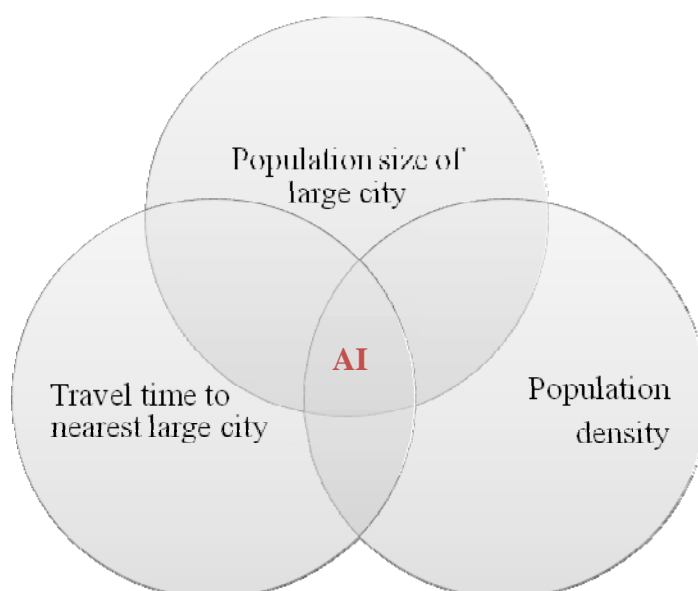 Population size of
large city
AI
Travel time to
nearest large city
Population
density